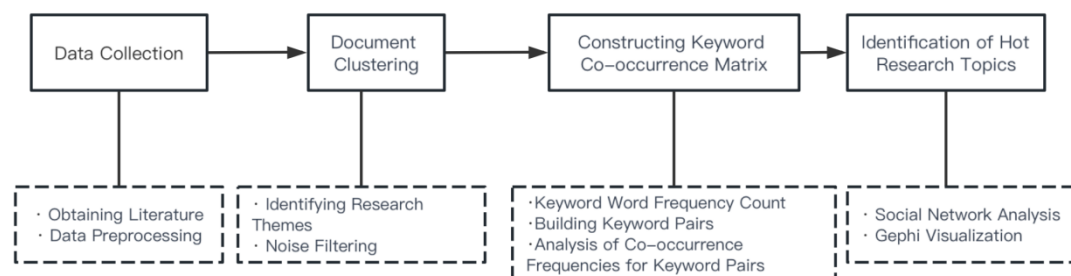 Data Collection
Document
Clustering
Constructing Keyword
Co-occurrence Matrix
Identification of Hot
Research Topics
· Obtaining Literature
· Data Preprocessing
· Identifying Research
Themes
· Noise Filtering
·Keyword Word Frequency Count
·Building Keyword Pairs
·Analysis of Co-occurrence
Frequencies for Keyword Pairs
· Social Network Analysis
· Gephi Visualization